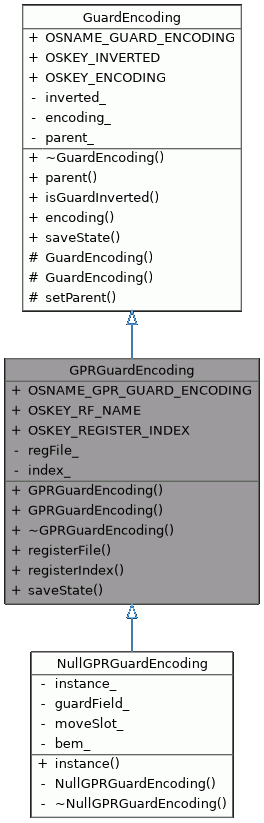 GuardEncoding
+ OSNAME_GUARD_ENCODING
+ OSKEY_INVERTED
+ OSKEY_ENCODING
- inverted_
- encoding_
- parent_
+ ~GuardEncoding()
+ parent()
+ isGuardInverted()
+ encoding()
+ saveState()
# GuardEncoding()
# GuardEncoding()
# setParent()
GPRGuardEncoding
+ OSNAME_GPR_GUARD_ENCODING
+ OSKEY_RF_NAME
+ OSKEY_REGISTER_INDEX
- regFile_
- index_
+ GPRGuardEncoding()
+ GPRGuardEncoding()
+ ~GPRGuardEncoding()
+ registerFile()
+ registerIndex()
+ saveState()
NullGPRGuardEncoding
- instance_
- guardField_
- moveSlot_
- bem_
+ instance()
- NullGPRGuardEncoding()
- ~NullGPRGuardEncoding()